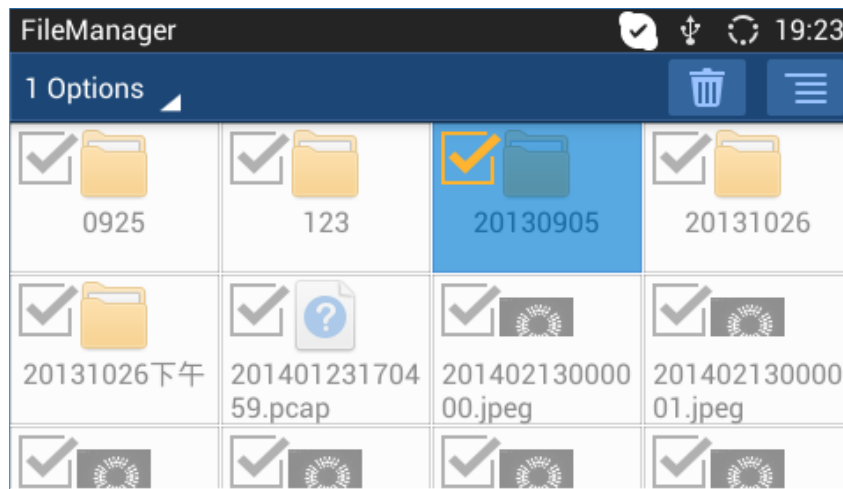 FileManager 19:23
1 Options
0925 123 20130905 20131026
20131026下午 201401231704 201402130000 201402130000
59.pcap 00.jpeg 01.jpeg